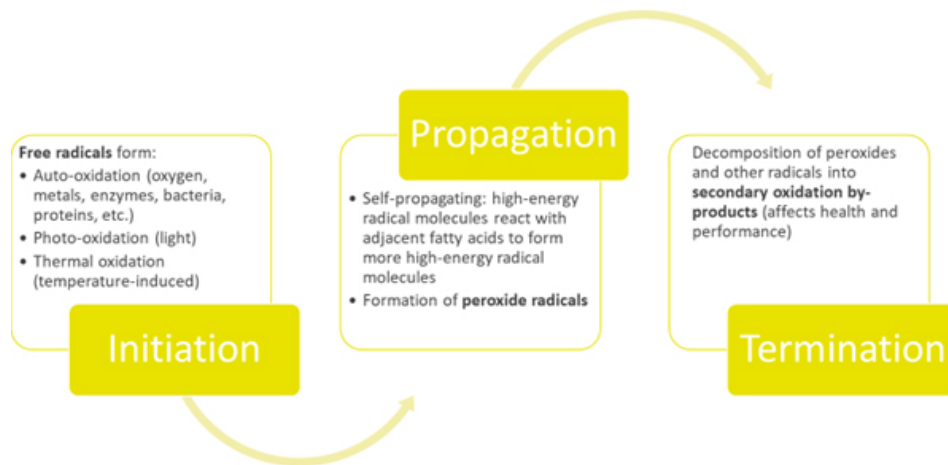 Free radicals form:
• Auto-oxidation (oxygen,
metals, enzymes, bacteria,
proteins, etc.)
• Photo-oxidation (light)
• Thermal oxidation
(temperature-induced)
Initiation
Propagation
• Self-propagating: high-energy
radical molecules react with
adjacent fatty acids to form
more high-energy radical
molecules
• Formation of peroxide radicals
Decomposition of peroxides
and other radicals into
secondary oxidation by-
products (affects health and
performance)
Termination